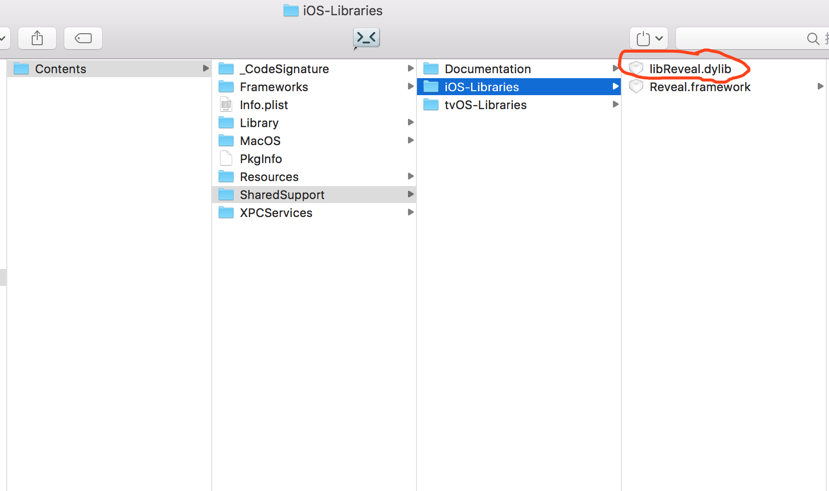 iOS-Libraries
Contents
_CodeSignature
Frameworks
Info.plist
Library
MacOS
PkgInfo
Resources
SharedSupport
XPCServices
Documentation
iOS-Libraries
tvOS-Libraries
libReveal.dylib
Reveal.framework